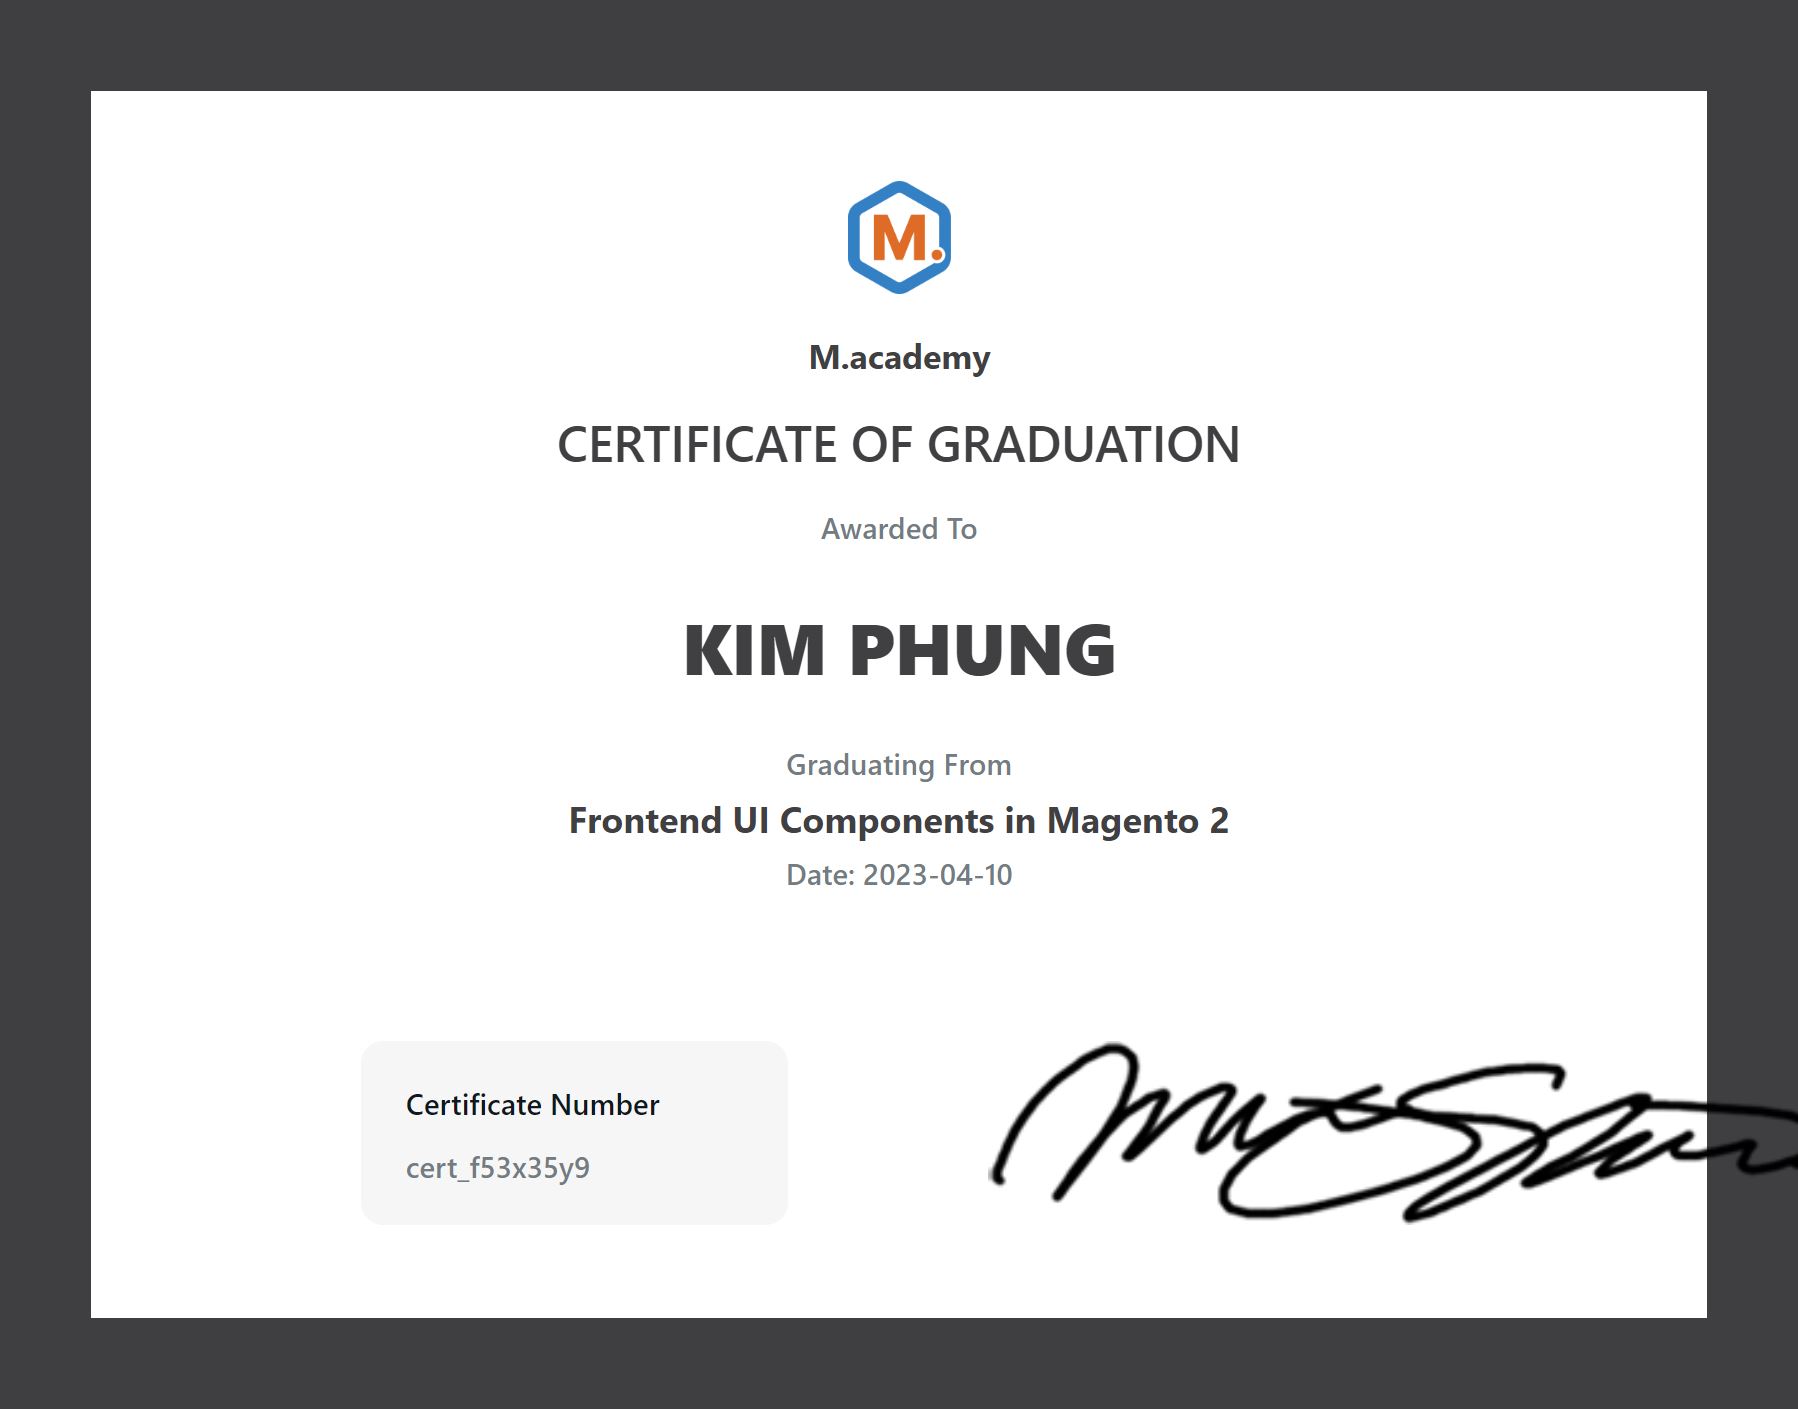 M.
M.academy
CERTIFICATE OF GRADUATION
Awarded To
KIM PHUNG
Graduating From
Frontend UI Components in Magento 2
Date: 2023-04-10
Certificate Number
cert_f53x35y9